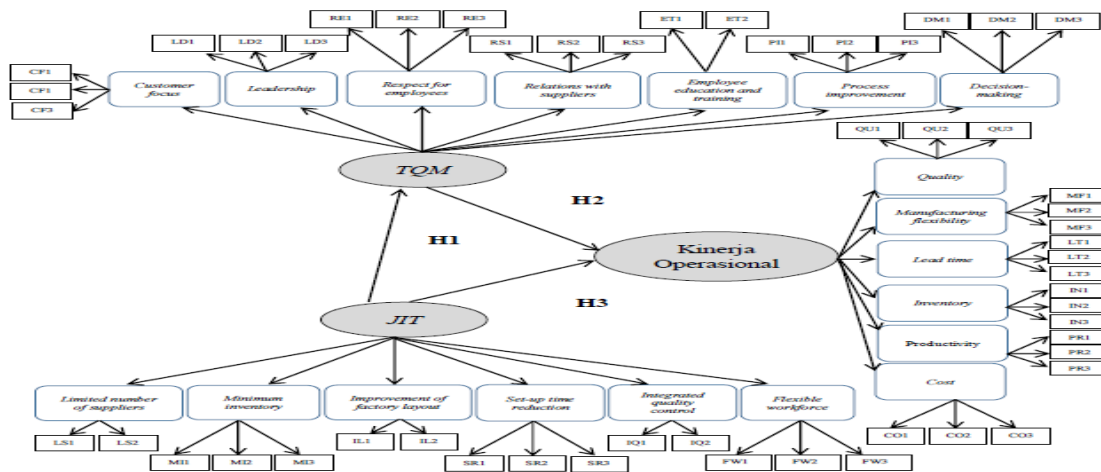 RE1 RE2 RE3
ET1 ET2
DM1 DM2 DM3
LD1 LD2 LD3
RS1 RS2 RS3
PI1 PI2 PI3
CF1
CF1
CF3
Customer
focus
Leadership
Respect for
employees
Relations with
suppliers
Employee
education and
training
Process
improvement
Decision-
making
QU1 QU2 QU3
TQM
Quality
H2
Manufacturing
flexibility
MF1
MF2
MF3
H1
Kinerja
Operasional
Lead time
LT1
LT2
LT3
H3
Inventory
IN1
IN2
IN3
JIT
Productivity
PR1
PR2
PR3
Cost
Limited number
of suppliers
Minimum
inventory
Improvement of
factory layout
Set-up time
reduction
Integrated
quality
control
Flexible
workforce
LS1 LS2
IL1 IL2
IQ1 IQ2
CO1 CO2 CO3
MI1 MI2 MI3
SR1 SR2 SR3
FW1 FW2 FW3